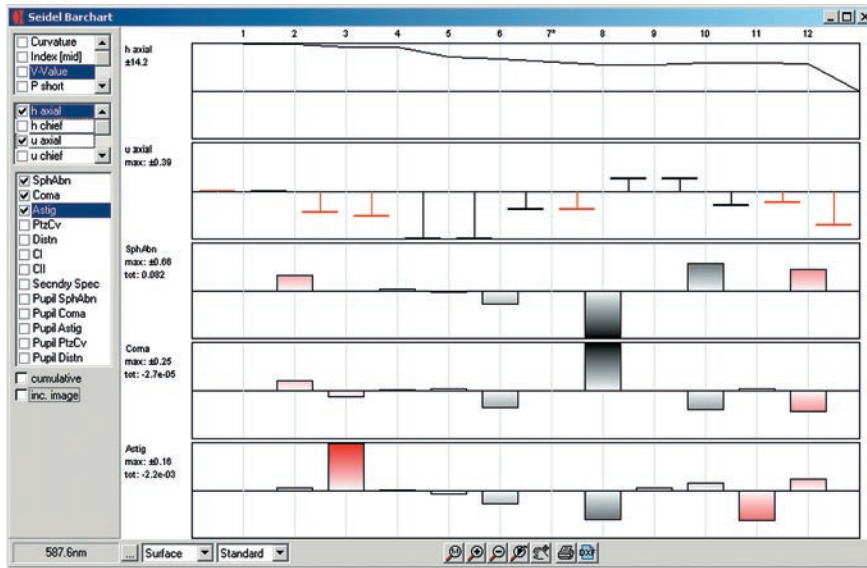 Seidel Barchart
Curvature
Index [mid]
V-Value
P short
h axial
h chief
u axial
u chief
SphAbn
Coma
Astig
PtzCv
Distn
CI
CII
Secndry Spec
Pupil SphAbn
Pupil Coma
Pupil Astig
Pupil PtzCv
Pupil Distn
cumulative
inc. image
1 2 3 4 5 6 7* 8 9 10 11 12
h axial
±14.2
u axial
max: ±0.39
SphAbn
max: ±0.66
tot: 0.082
Coma
max: ±0.25
tot: -2.7e-05
Astig
max: ±0.16
tot: -2.2e-03
587.6nm ... Surface Standard DXF